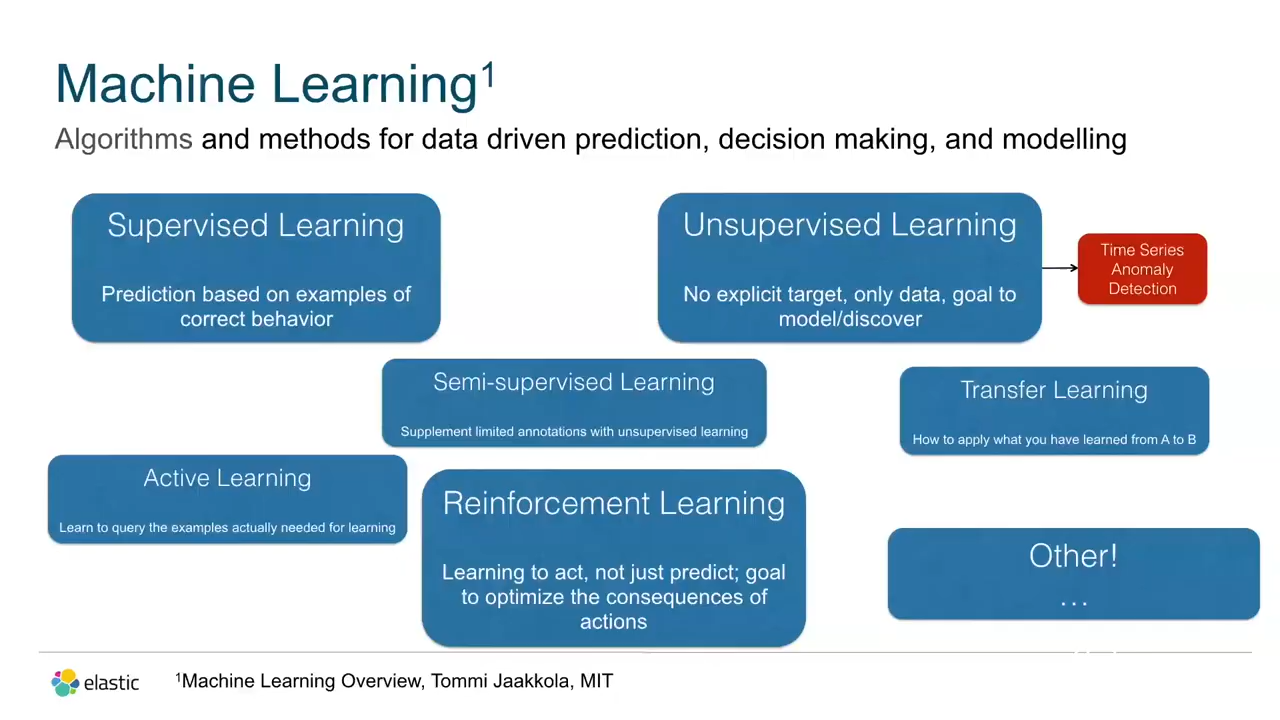 Machine Learning¹
Algorithms and methods for data driven prediction, decision making, and modelling
Supervised Learning
Prediction based on examples of
correct behavior
Unsupervised Learning
No explicit target, only data, goal to
model/discover
Time Series
Anomaly
Detection
Semi-supervised Learning
Supplement limited annotations with unsupervised learning
Transfer Learning
How to apply what you have learned from A to B
Active Learning
Learn to query the examples actually needed for learning
Reinforcement Learning
Learning to act, not just predict; goal
to optimize the consequences of
actions
Other!
...
elastic
¹Machine Learning Overview, Tommi Jaakkola, MIT